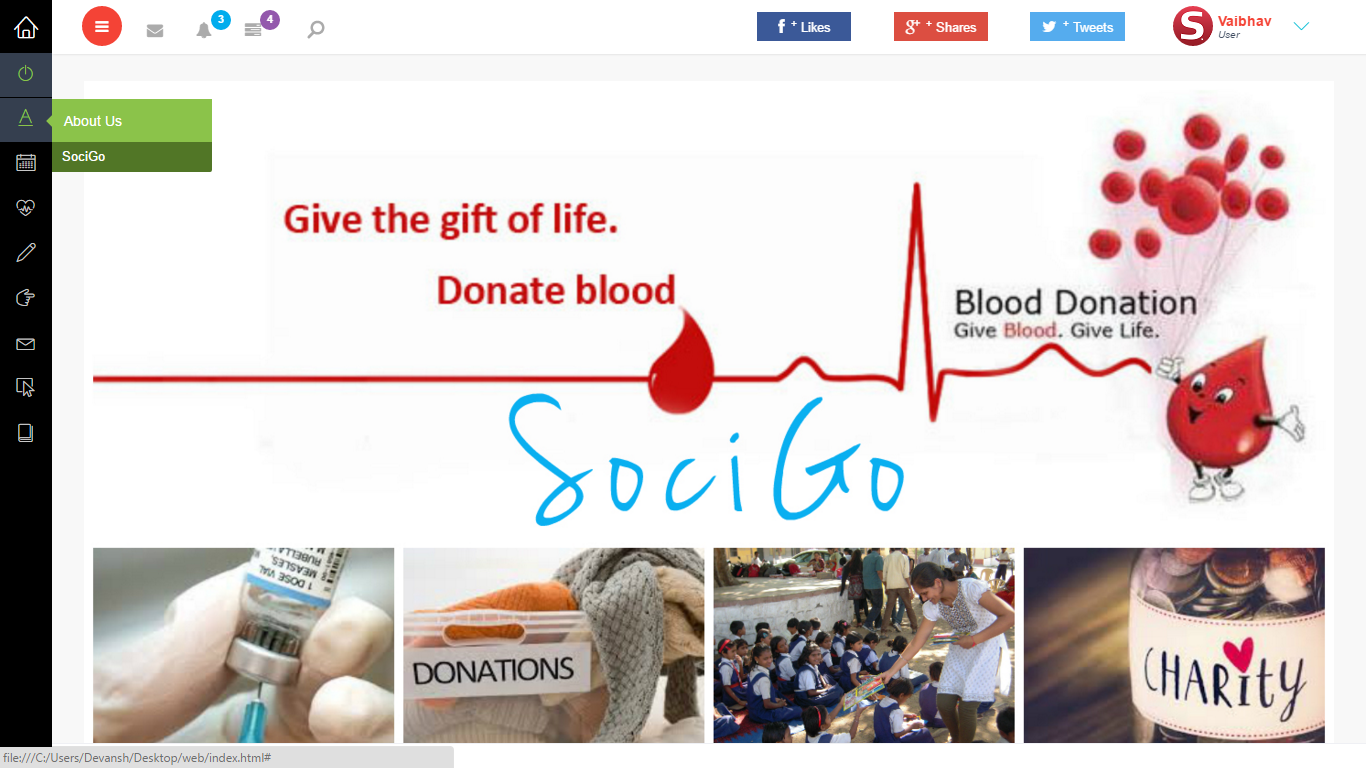 3
4
+ Likes
+ Shares
+ Tweets
Vaibhav
User
About Us
SociGo
Give the gift of life.
Donate blood
Blood Donation
Give Blood. Give Life.
SociGo
1 DOSE VIAL
MEASLES,
RUBELLA
DONATIONS
CHARITY
file:///C:/Users/Devansh/Desktop/web/index.html#